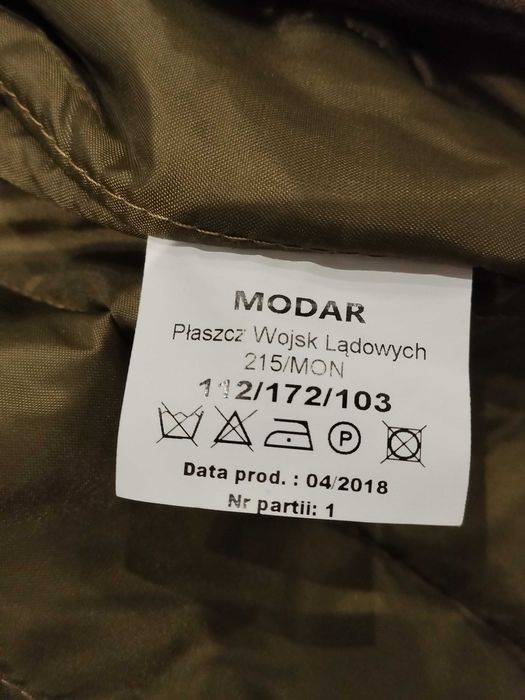 MODAR
Płaszcz Wojsk Lądowych
215/MON
112/172/103
P
Data prod. : 04/2018
Nr partii: 1